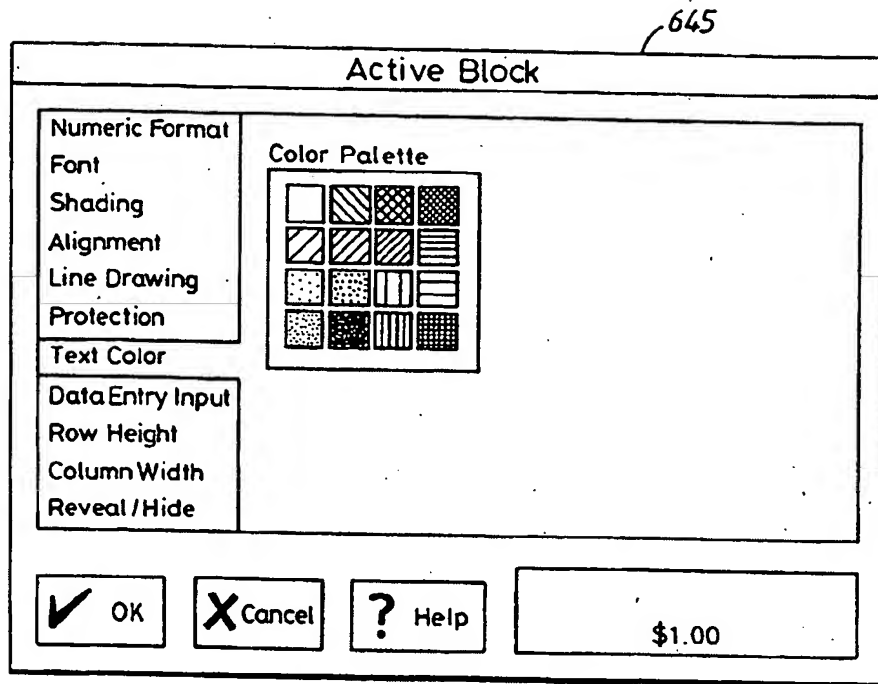 645
Active Block
Numeric Format
Font
Shading
Alignment
Line Drawing
Protection
Text Color
Data Entry Input
Row Height
Column Width
Reveal/Hide
Color Palette
OK
Cancel
? Help
$1.00